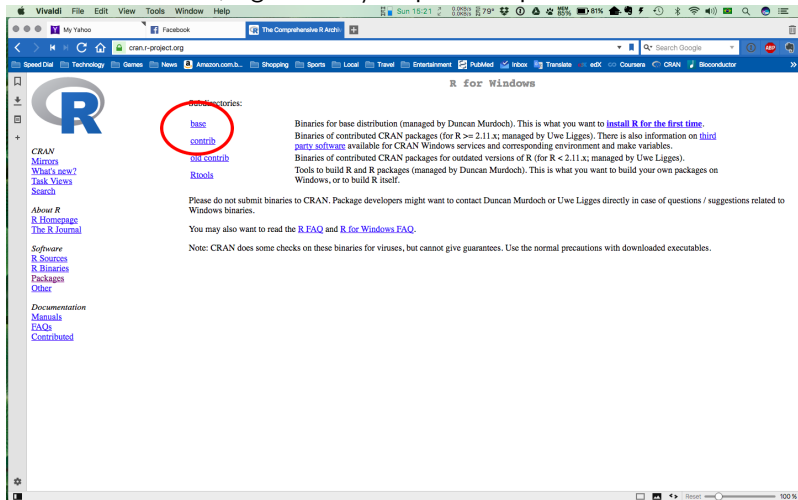 Vivaldi File Edit View Tools Window Help Sun 15:21 0.0KB/s 0.0KB/s 79° MEM 85% 81%
My Yahoo Facebook The Comprehensive R Archi
cran.r-project.org Search Google
Speed Dial Technology Games News Amazon.com.b... Shopping Sports Local Travel Entertainment PubMed Inbox Translate edX Coursera CRAN Bioconductor
R for Windows
Subdirectories:
base Binaries for base distribution (managed by Duncan Murdoch). This is what you want to install R for the first time.
contrib Binaries of contributed CRAN packages (for R >= 2.11.x; managed by Uwe Ligges). There is also information on third
party software available for CRAN Windows services and corresponding environment and make variables.
old contrib Binaries of contributed CRAN packages for outdated versions of R (for R < 2.11.x; managed by Uwe Ligges).
Rtools Tools to build R and R packages (managed by Duncan Murdoch). This is what you want to build your own packages on
Windows, or to build R itself.
Please do not submit binaries to CRAN. Package developers might want to contact Duncan Murdoch or Uwe Ligges directly in case of questions / suggestions related to
Windows binaries.
You may also want to read the R FAQ and R for Windows FAQ.
Note: CRAN does some checks on these binaries for viruses, but cannot give guarantees. Use the normal precautions with downloaded executables.
R
CRAN
Mirrors
What's new?
Task Views
Search
About R
R Homepage
The R Journal
Software
R Sources
R Binaries
Packages
Other
Documentation
Manuals
FAQs
Contributed
Reset 100 %